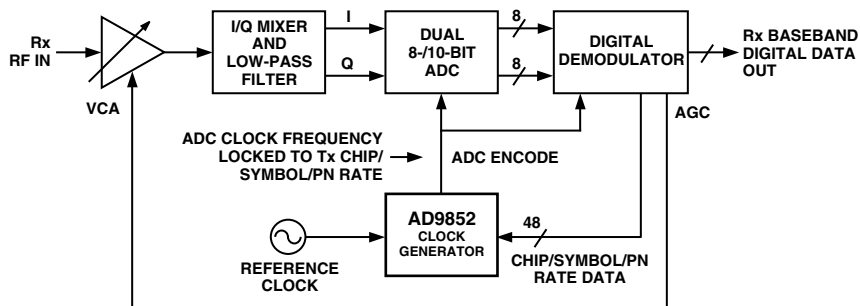 Rx
RF IN
VCA
I/Q MIXER
AND
LOW-PASS
FILTER
I
Q
DUAL
8-/10-BIT
ADC
8
8
DIGITAL
DEMODULATOR
Rx BASEBAND
DIGITAL DATA
OUT
AGC
ADC CLOCK FREQUENCY
LOCKED TO Tx CHIP/
SYMBOL/PN RATE
ADC ENCODE
AD9852
CLOCK
GENERATOR
48
REFERENCE
CLOCK
CHIP/SYMBOL/PN
RATE DATA